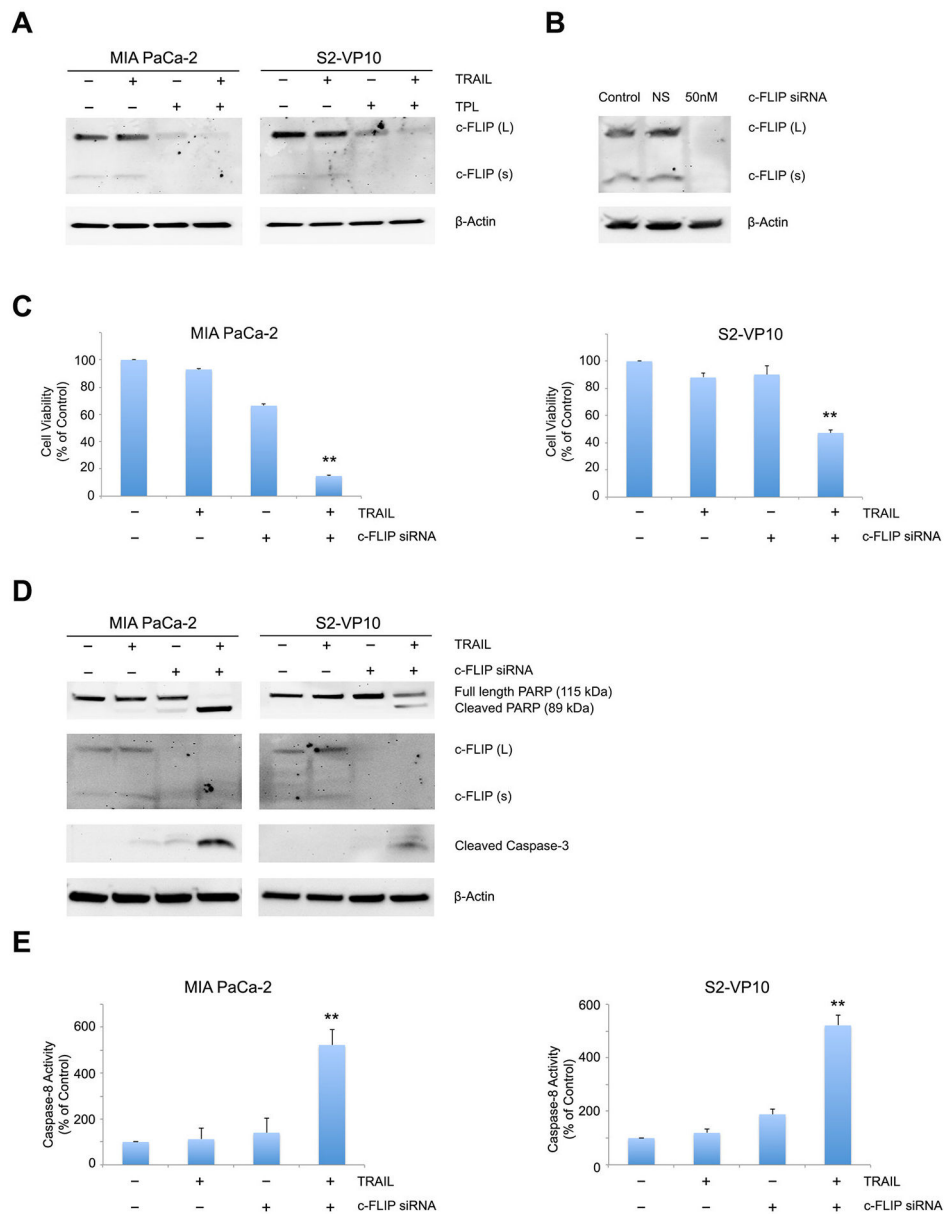 A
MIA PaCa-2 S2-VP10
– + – + – + – + TRAIL
– – + + – – + + TPL
c-FLIP (L)
c-FLIP (s)
β-Actin
B
Control NS 50nM c-FLIP siRNA
c-FLIP (L)
c-FLIP (s)
β-Actin
C
MIA PaCa-2
Cell Viability
(% of Control)
100
80
60
40
20
0
**
– + – + TRAIL
– – + + c-FLIP siRNA
S2-VP10
Cell Viability
(% of Control)
100
80
60
40
20
0
**
– + – +
– – + +
D
MIA PaCa-2 S2-VP10
– + – + – + – + TRAIL
– – + + – – + + c-FLIP siRNA
Full length PARP (115 kDa)
Cleaved PARP (89 kDa)
c-FLIP (L)
c-FLIP (s)
Cleaved Caspase-3
β-Actin
E
MIA PaCa-2
Caspase-8 Activity
(% of Control)
600
400
200
100
0
**
– + – + TRAIL
– – + + c-FLIP siRNA
S2-VP10
Caspase-8 Activity
(% of Control)
600
400
200
100
0
**
– + – + TRAIL
– – + + c-FLIP siRNA